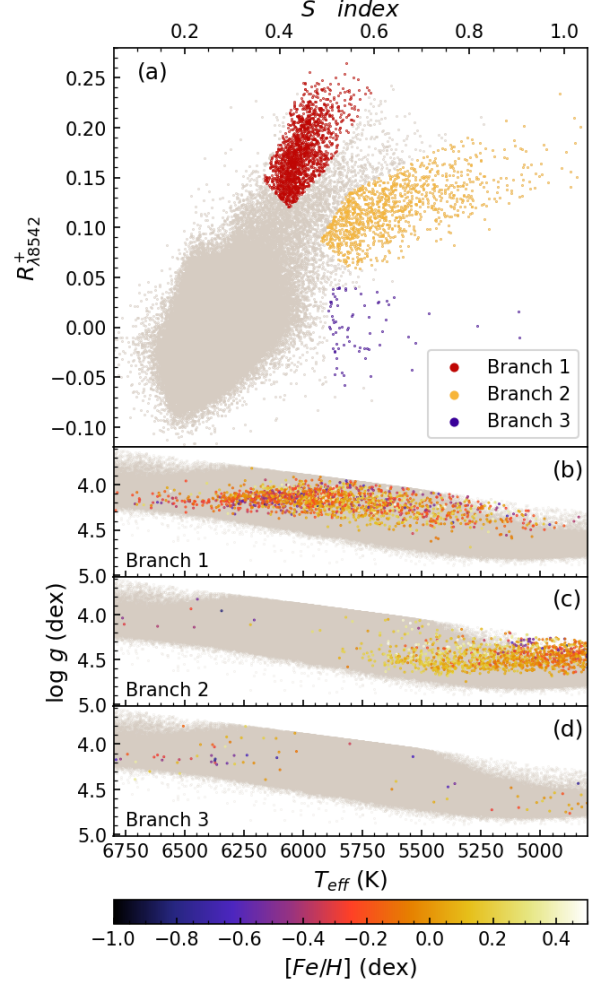 S index
0.2 0.4 0.6 0.8 1.0
(a)
0.25
0.20
0.15
0.10
0.05
0.00
−0.05
−0.10
R+λ8542
Branch 1
Branch 2
Branch 3
(b)
4.0
4.5
5.0
Branch 1
(c)
4.0
4.5
5.0
Branch 2
(d)
4.0
4.5
5.0
Branch 3
log g (dex)
6750 6500 6250 6000 5750 5500 5250 5000
Teff (K)
−1.0 −0.8 −0.6 −0.4 −0.2 0.0 0.2 0.4
[Fe/H] (dex)